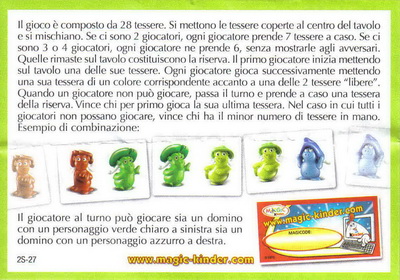 Il gioco è composto da 28 tessere. Si mettono le tessere coperte al centro del tavolo
e si mischiano. Se ci sono 2 giocatori, ogni giocatore prende 7 tessere a caso. Se ci
sono 3 o 4 giocatori, ogni giocatore ne prende 6, senza mostrarle agli avversari.
Quelle rimaste sul tavolo costituiscono la riserva. Il primo giocatore inizia mettendo
sul tavolo una delle sue tessere. Ogni giocatore gioca successivamente mettendo
una sua tessera di un colore corrispondente accanto a una delle 2 tessere "libere".
Quando un giocatore non può giocare, passa il turno e prende a caso una tessera
della riserva. Vince chi per primo gioca la sua ultima tessera. Nel caso in cui tutti i
giocatori non possano giocare, vince chi ha il minor numero di tessere in mano.
Esempio di combinazione:
MAGIC
www.magic-kinder.com
MAGICODE
Il giocatore al turno può giocare sia un domino
con un personaggio verde chiaro a sinistra sia un
domino con un personaggio azzurro a destra.
2S-27
www.magic-kinder.com